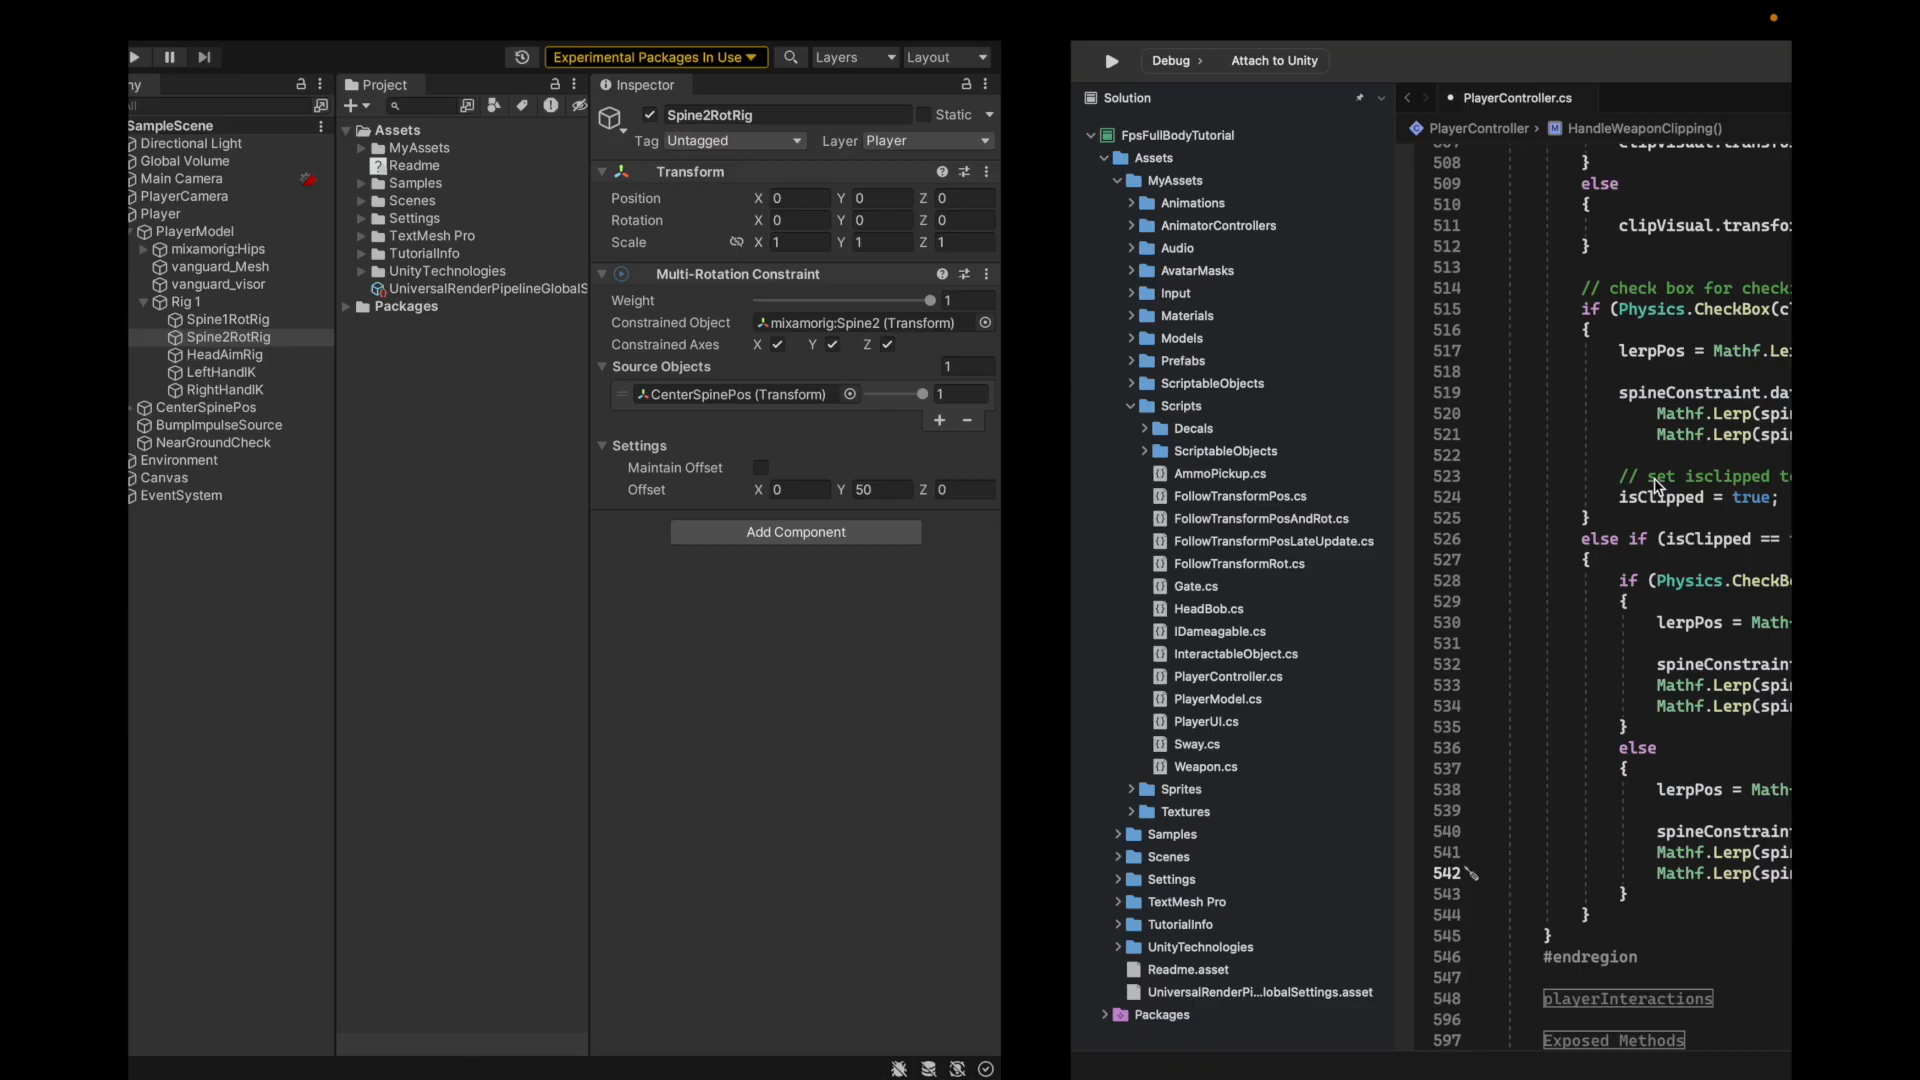 Experimental Packages In Use
Layers
Layout
ny
Project
Inspector
all
SampleScene
Directional Light
Global Volume
Main Camera
PlayerCamera
Player
PlayerModel
mixamorig:Hips
vanguard_Mesh
vanguard_visor
Rig 1
Spine1RotRig
Spine2RotRig
HeadAimRig
LeftHandIK
RightHandIK
CenterSpinePos
BumpImpulseSource
NearGroundCheck
Environment
Canvas
EventSystem
Assets
MyAssets
Readme
Samples
Scenes
Settings
TextMesh Pro
TutorialInfo
UnityTechnologies
UniversalRenderPipelineGlobalS
Packages
Spine2RotRig
Static
Tag Untagged Layer Player
Transform
Position X 0 Y 0 Z 0
Rotation X 0 Y 0 Z 0
Scale X 1 Y 1 Z 1
Multi-Rotation Constraint
Weight 1
Constrained Object mixamorig:Spine2 (Transform)
Constrained Axes X Y Z
Source Objects 1
CenterSpinePos (Transform) 1
Settings
Maintain Offset
Offset X 0 Y 50 Z 0
Add Component
Debug › Attach to Unity
Solution
FpsFullBodyTutorial
Assets
MyAssets
Animations
AnimatorControllers
Audio
AvatarMasks
Input
Materials
Models
Prefabs
ScriptableObjects
Scripts
Decals
ScriptableObjects
AmmoPickup.cs
FollowTransformPos.cs
FollowTransformPosAndRot.cs
FollowTransformPosLateUpdate.cs
FollowTransformRot.cs
Gate.cs
HeadBob.cs
IDameagable.cs
InteractableObject.cs
PlayerController.cs
PlayerModel.cs
PlayerUI.cs
Sway.cs
Weapon.cs
Sprites
Textures
Samples
Scenes
Settings
TextMesh Pro
TutorialInfo
UnityTechnologies
Readme.asset
UniversalRenderPi...lobalSettings.asset
Packages
PlayerController.cs
PlayerController › HandleWeaponClipping()
507 clipVisual.transfo
508 }
509 else
510 {
511 clipVisual.transfo
512 }
513
514 // check box for check
515 if (Physics.CheckBox(c
516 {
517 lerpPos = Mathf.Le
518
519 spineConstraint.da
520 Mathf.Lerp(spi
521 Mathf.Lerp(spi
522
523 // set isclipped t
524 isClipped = true;
525 }
526 else if (isClipped ==
527 {
528 if (Physics.CheckB
529 {
530 lerpPos = Math
531
532 spineConstrain
533 Mathf.Lerp(spi
534 Mathf.Lerp(spi
535 }
536 else
537 {
538 lerpPos = Math
539
540 spineConstrain
541 Mathf.Lerp(spi
542 Mathf.Lerp(spi
543 }
544 }
545 }
546 #endregion
547
548 playerInteractions
596
597 Exposed Methods